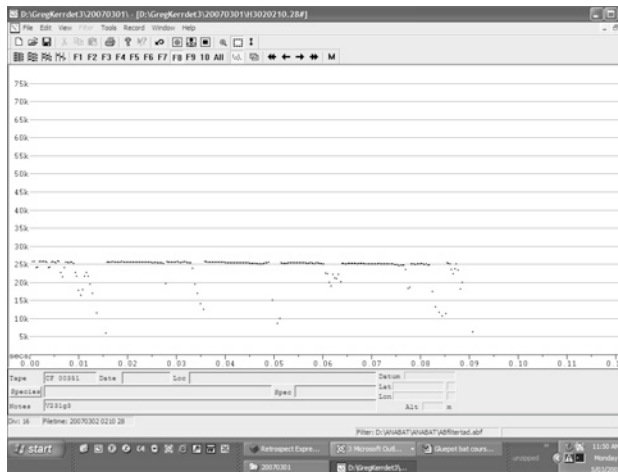 D:\GregKerrdet3\20070301\ - [D:\GregKerrdet3\20070301\H3020210.28#]
File Edit View Filter Tools Record Window Help
F1 F2 F3 F4 F5 F6 F7 F8 F9 10 All M
75k
70k
65k
60k
55k
50k
45k
40k
35k
30k
25k
20k
15k
10k
5k
secs
0.00 0.01 0.02 0.03 0.04 0.05 0.06 0.07 0.08 0.09 0.10 0.11
Tape CF 00861 Date Loc Datum
Species Spec Lat
Lon
Notes Alt m
Div: 16 Filetime: 20070302 0210 28
Filter: D:\ANABAT\ANABAT\ABfiltertad.abf
start Retrospect Expre... 3 Microsoft Outl... Gluepot bat cours... 11:50 AM
Monday
20070301 D:\GregKerrdet3\...